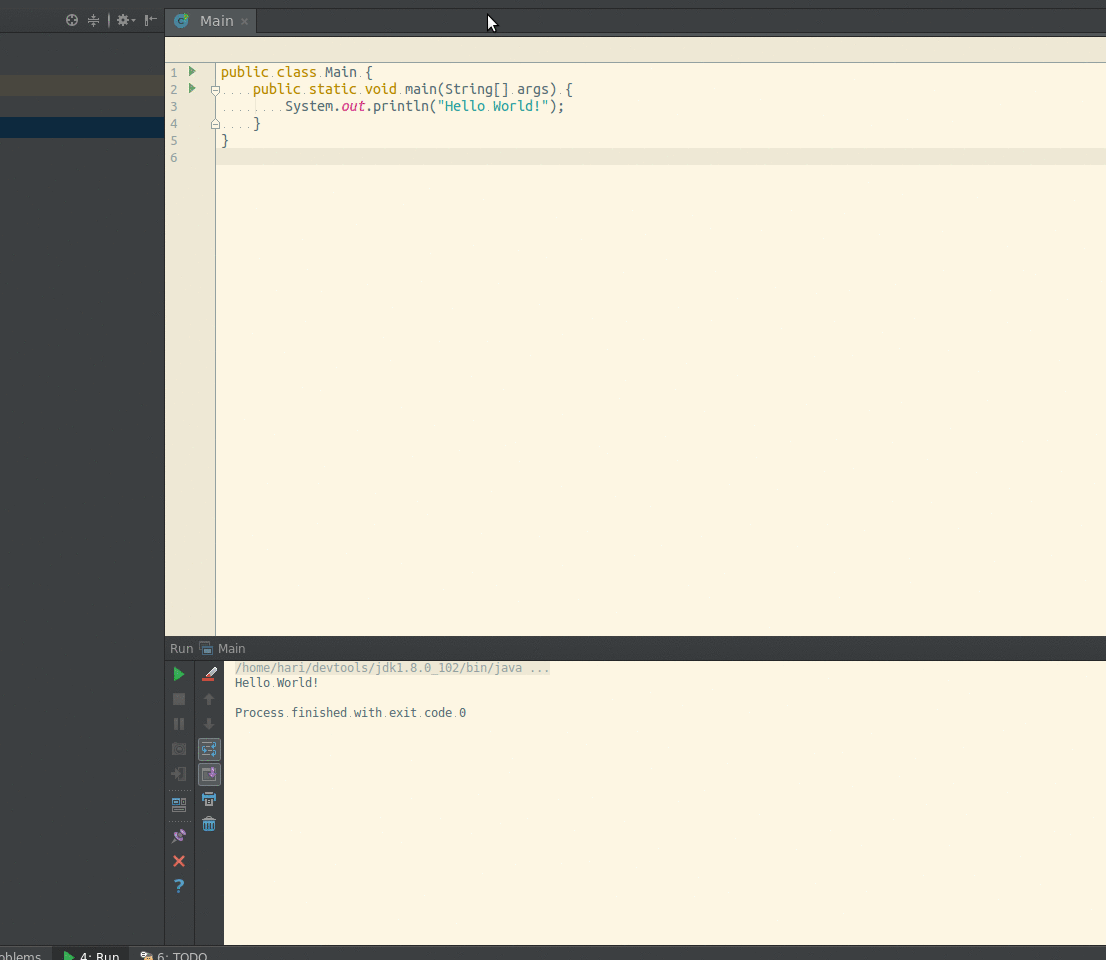 Main
1 public class Main {
2 public static void main(String[] args) {
3 System.out.println("Hello World!");
4 }
5 }
6
Run Main
/home/hari/devtools/jdk1.8.0_102/bin/java ...
Hello World!
Process finished with exit code 0
oblems 4: Run 6: TODO